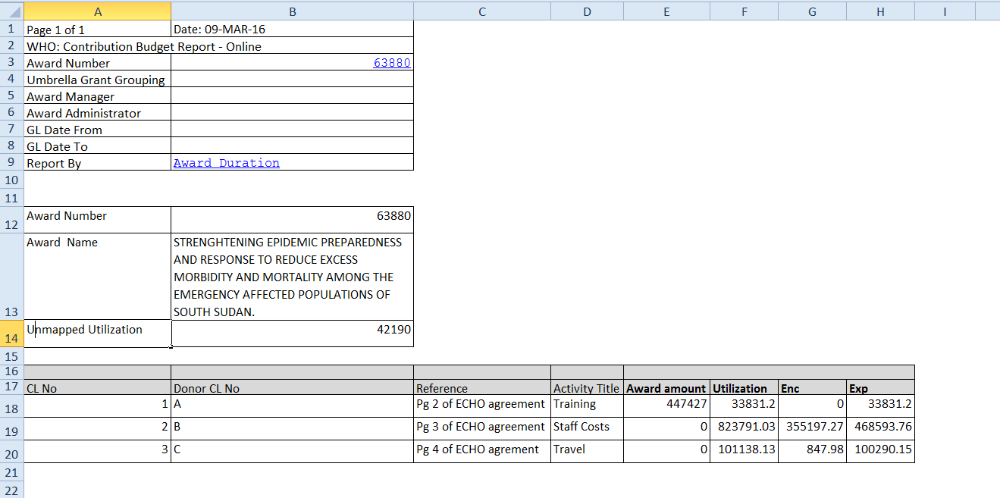 A B C D E F G H I
1 Page 1 of 1 Date: 09-MAR-16
2 WHO: Contribution Budget Report - Online
3 Award Number 63880
4 Umbrella Grant Grouping
5 Award Manager
6 Award Administrator
7 GL Date From
8 GL Date To
9 Report By Award Duration
10
11
12 Award Number 63880
13 Award Name STRENGHTENING EPIDEMIC PREPAREDNESS
AND RESPONSE TO REDUCE EXCESS
MORBIDITY AND MORTALITY AMONG THE
EMERGENCY AFFECTED POPULATIONS OF
SOUTH SUDAN.
14 Unmapped Utilization 42190
15
16
17 CL No Donor CL No Reference Activity Title Award amount Utilization Enc Exp
18 1 A Pg 2 of ECHO agreement Training 447427 33831.2 0 33831.2
19 2 B Pg 3 of ECHO agreement Staff Costs 0 823791.03 355197.27 468593.76
20 3 C Pg 4 of ECHO agrement Travel 0 101138.13 847.98 100290.15
21
22